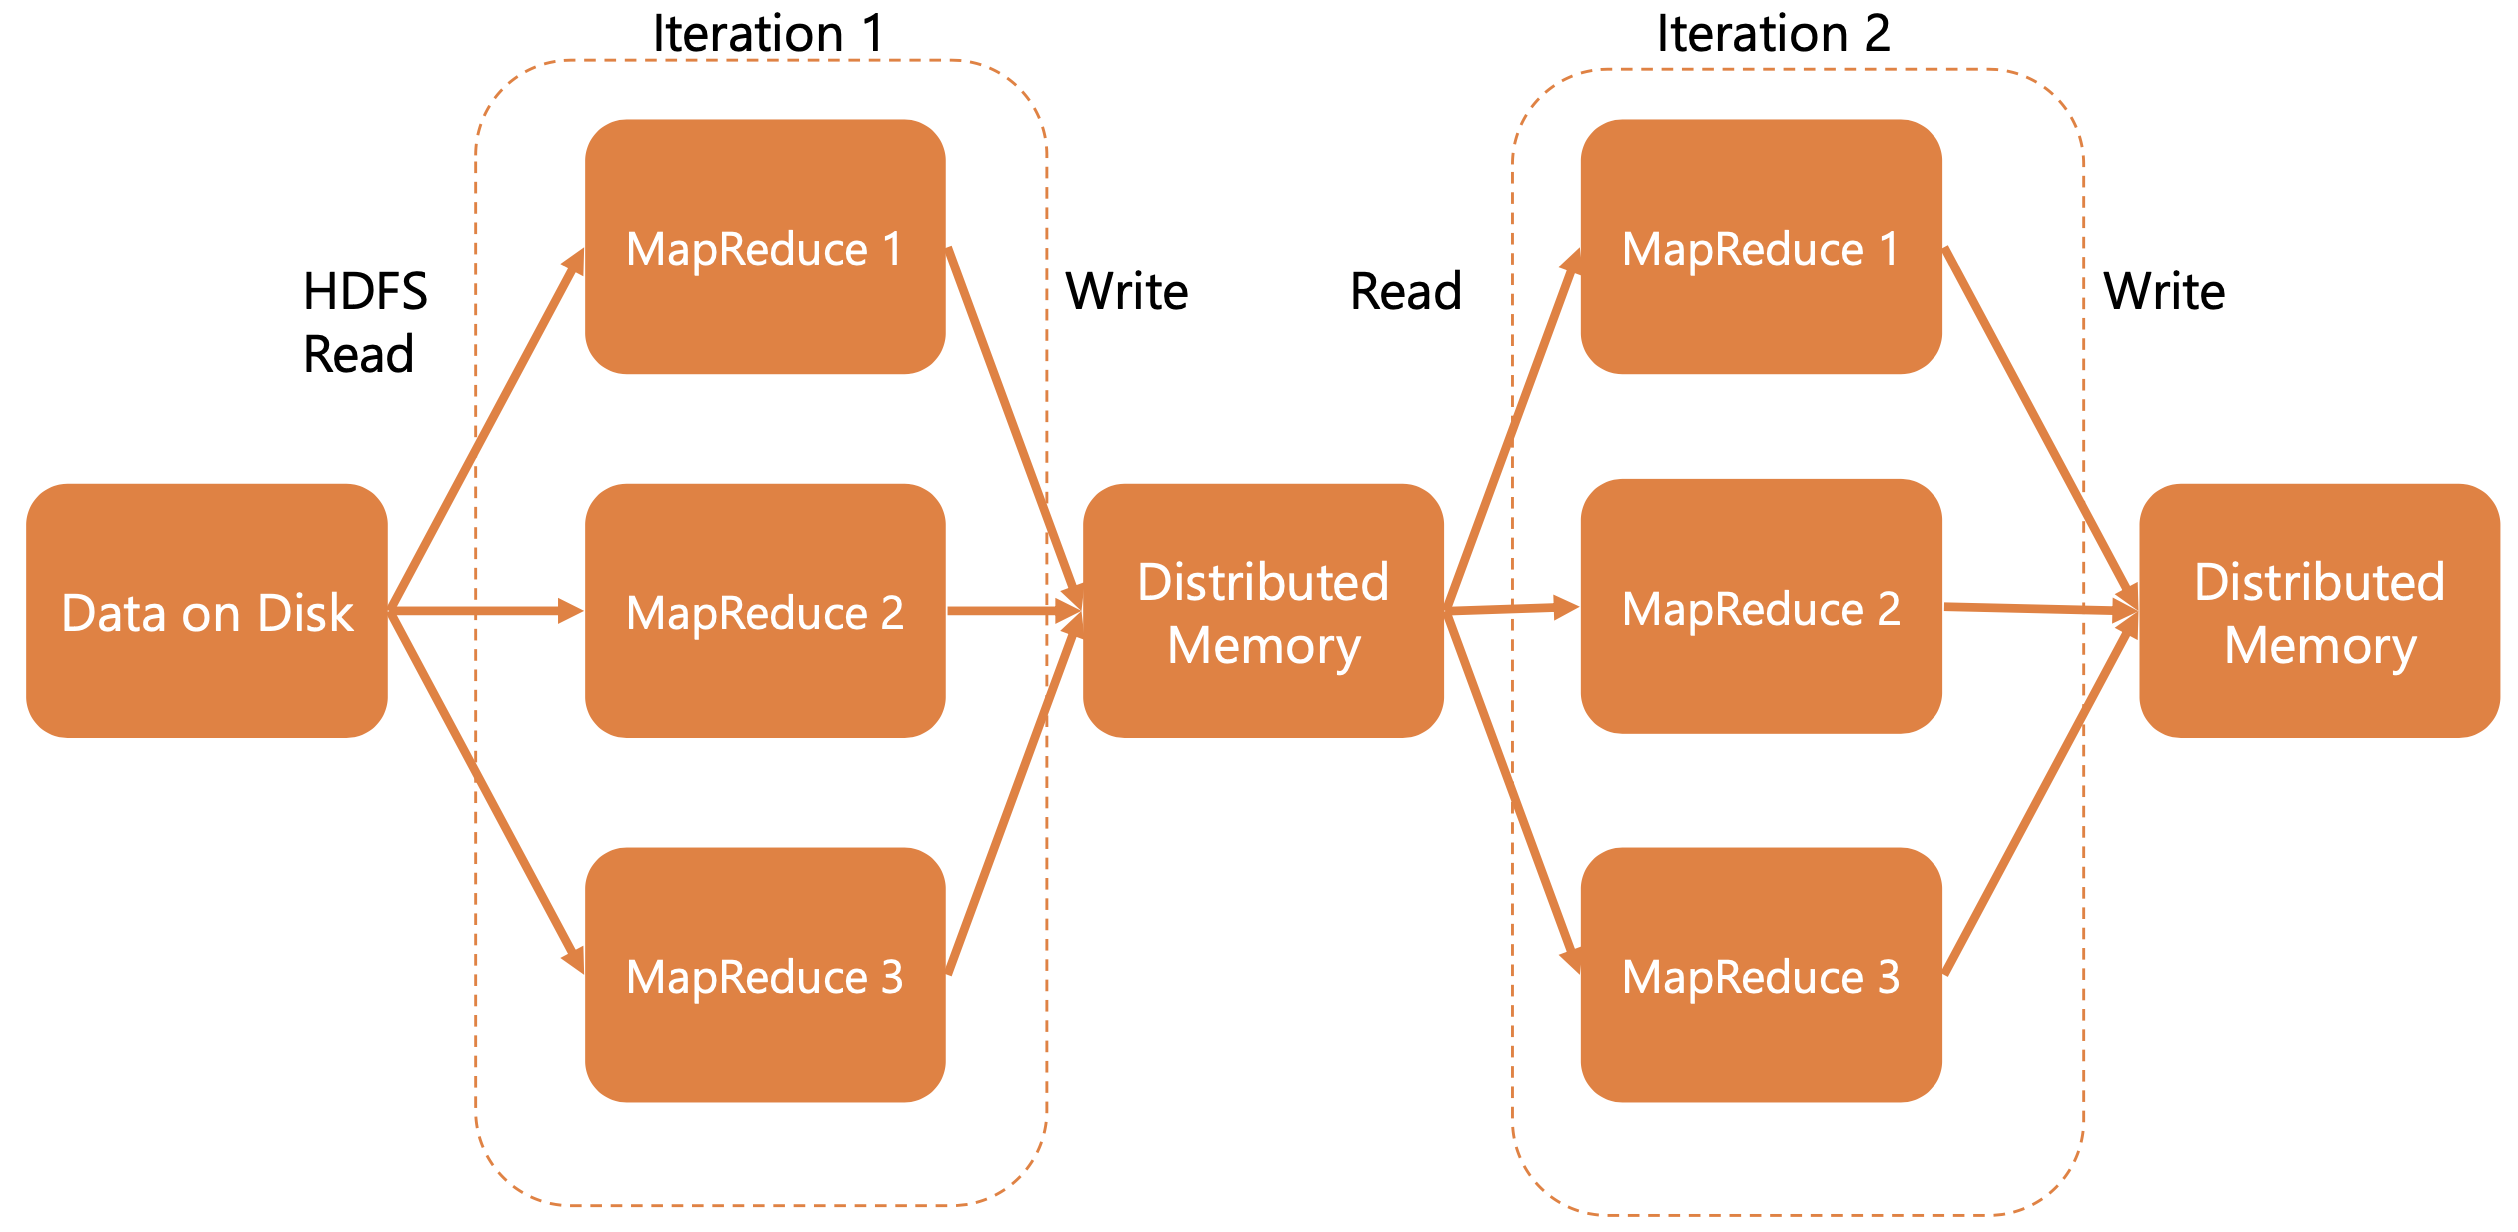 Iteration 1
Iteration 2
HDFS
Read
Write
Read
Write
MapReduce 1
MapReduce 1
Data on Disk
MapReduce 2
Distributed
Memory
MapReduce 2
Distributed
Memory
MapReduce 3
MapReduce 3